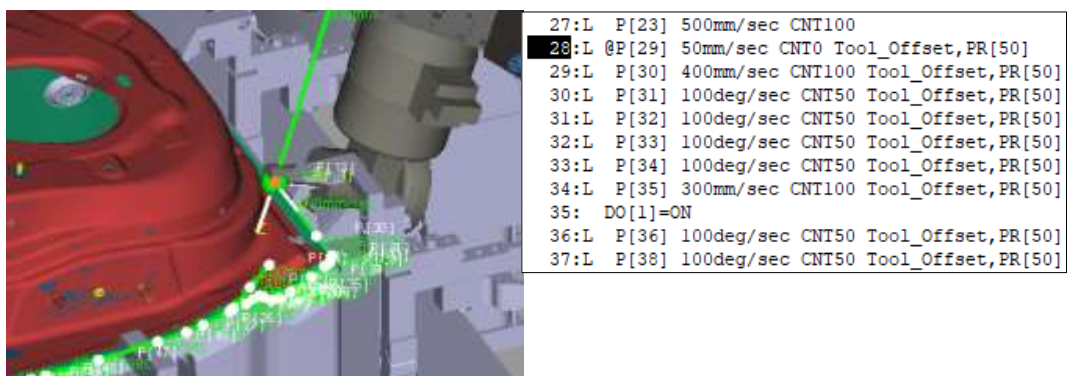 27:L P[23] 500mm/sec CNT100
28:L @P[29] 50mm/sec CNT0 Tool_Offset,PR[50]
29:L P[30] 400mm/sec CNT100 Tool_Offset,PR[50]
30:L P[31] 100deg/sec CNT50 Tool_Offset,PR[50]
31:L P[32] 100deg/sec CNT50 Tool_Offset,PR[50]
32:L P[33] 100deg/sec CNT50 Tool_Offset,PR[50]
33:L P[34] 100deg/sec CNT50 Tool_Offset,PR[50]
34:L P[35] 300mm/sec CNT100 Tool_Offset,PR[50]
35: DO[1]=ON
36:L P[36] 100deg/sec CNT50 Tool_Offset,PR[50]
37:L P[38] 100deg/sec CNT50 Tool_Offset,PR[50]